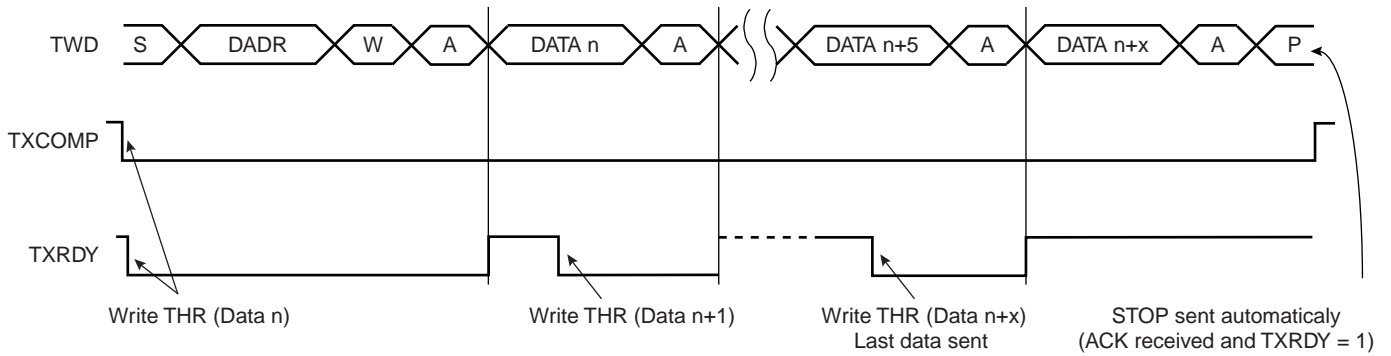 TWD S DADR W A DATA n A DATA n+5 A DATA n+x A P
TXCOMP
TXRDY
Write THR (Data n)
Write THR (Data n+1)
Write THR (Data n+x)
Last data sent
STOP sent automaticaly
(ACK received and TXRDY = 1)